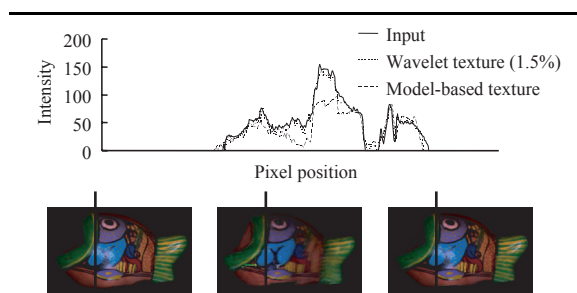 200
150
100
50
0
Intensity
Pixel position
Input
Wavelet texture (1.5%)
Model-based texture